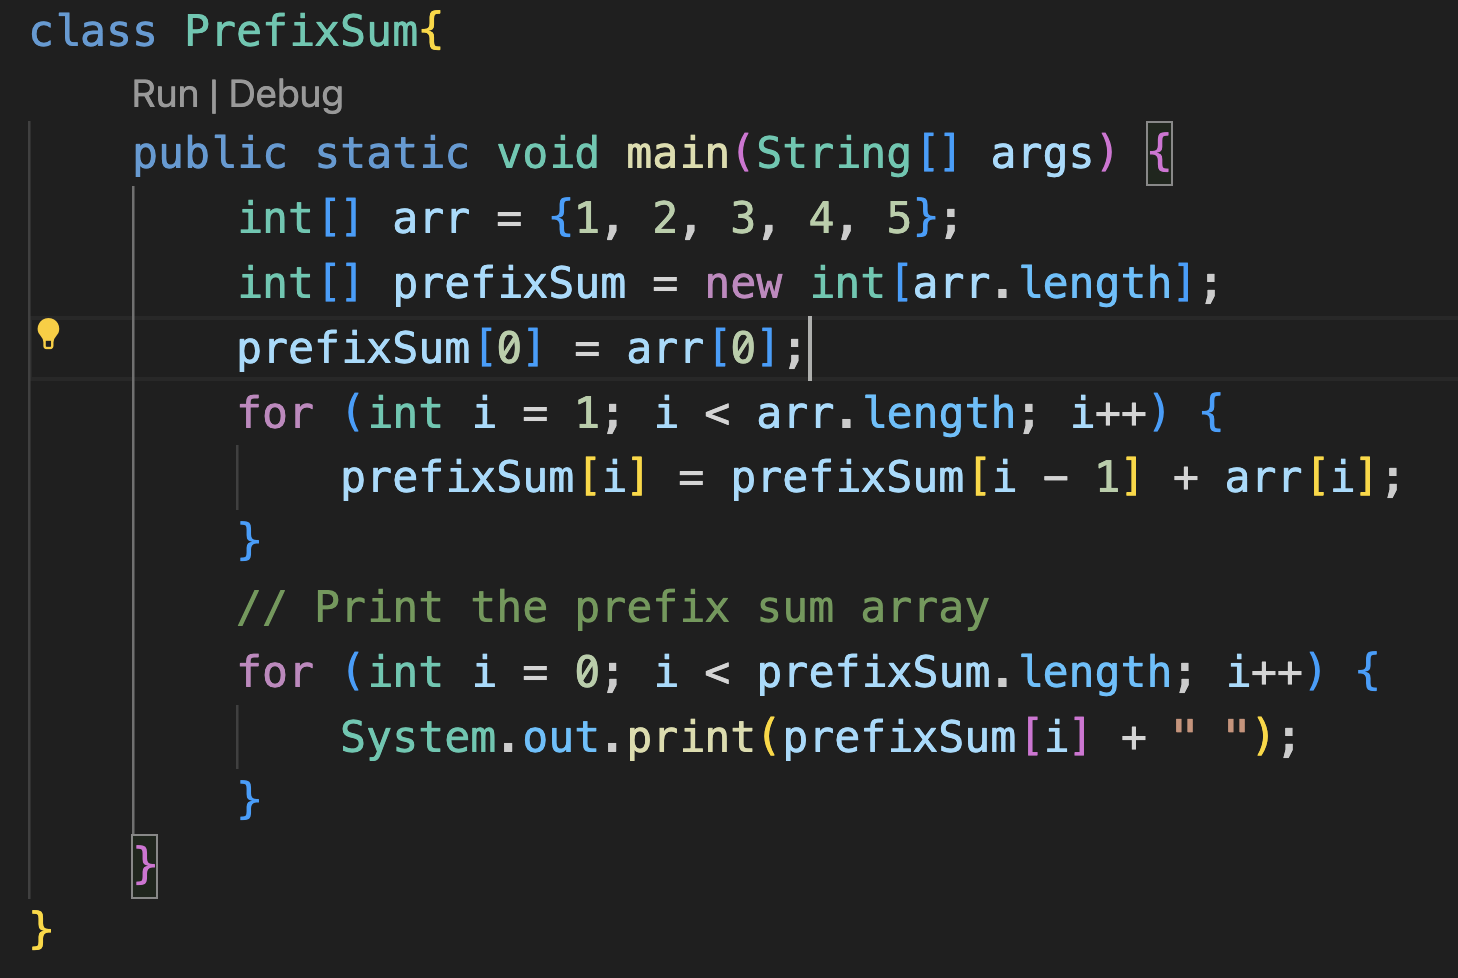 class PrefixSum{
Run | Debug
public static void main(String[] args) {
int[] arr = {1, 2, 3, 4, 5};
int[] prefixSum = new int[arr.length];
prefixSum[0] = arr[0];
for (int i = 1; i < arr.length; i++) {
prefixSum[i] = prefixSum[i - 1] + arr[i];
}
// Print the prefix sum array
for (int i = 0; i < prefixSum.length; i++) {
System.out.print(prefixSum[i] + " ");
}
}
}